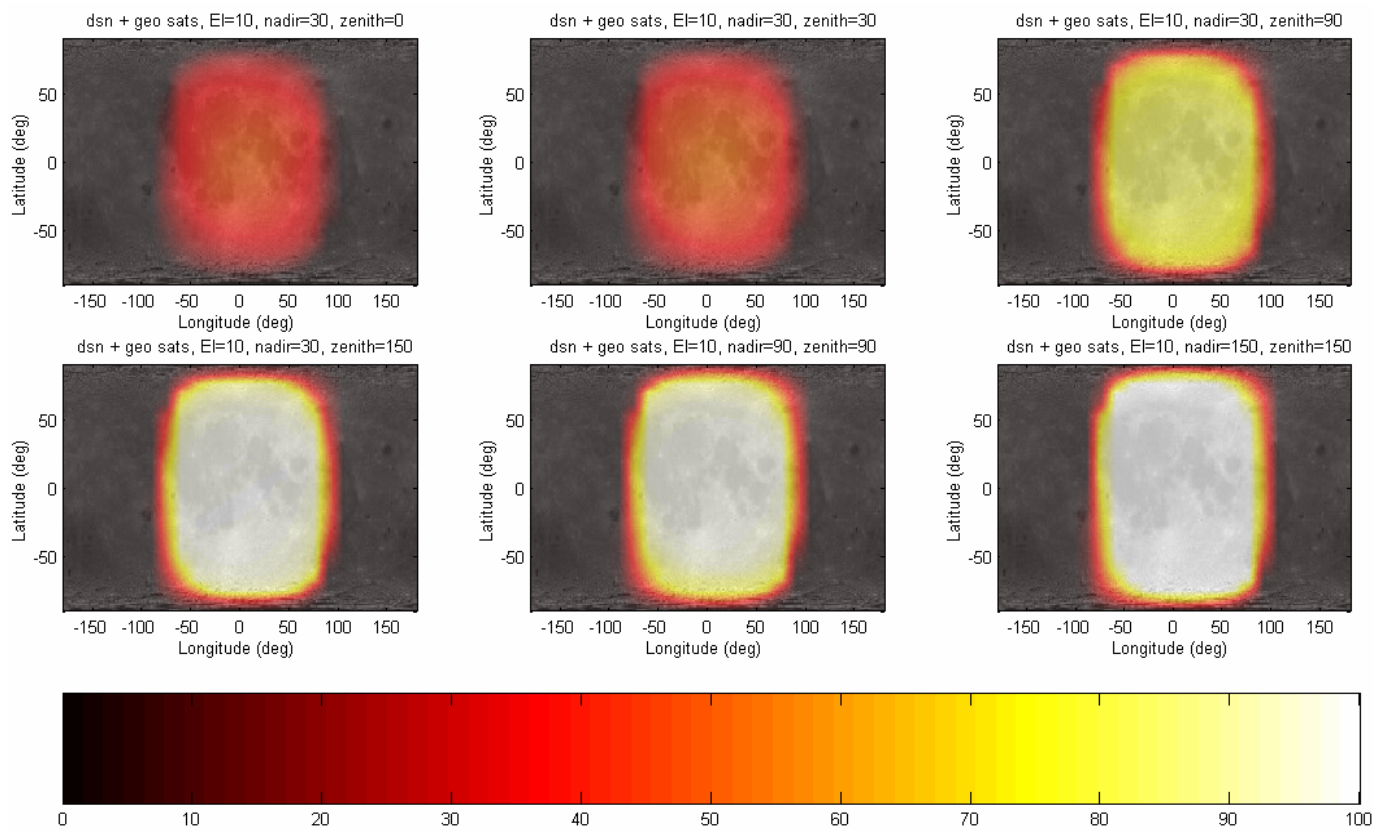 dsn + geo sats, El=10, nadir=30, zenith=0
dsn + geo sats, El=10, nadir=30, zenith=30
dsn + geo sats, El=10, nadir=30, zenith=90
Latitude (deg)
50
0
-50
-150 -100 -50 0 50 100 150
Longitude (deg)
Latitude (deg)
50
0
-50
-150 -100 -50 0 50 100 150
Longitude (deg)
Latitude (deg)
50
0
-50
-150 -100 -50 0 50 100 150
Longitude (deg)
dsn + geo sats, El=10, nadir=30, zenith=150
dsn + geo sats, El=10, nadir=90, zenith=90
dsn + geo sats, El=10, nadir=150, zenith=150
Latitude (deg)
50
0
-50
-150 -100 -50 0 50 100 150
Longitude (deg)
Latitude (deg)
50
0
-50
-150 -100 -50 0 50 100 150
Longitude (deg)
Latitude (deg)
50
0
-50
-150 -100 -50 0 50 100 150
Longitude (deg)
0 10 20 30 40 50 60 70 80 90 100